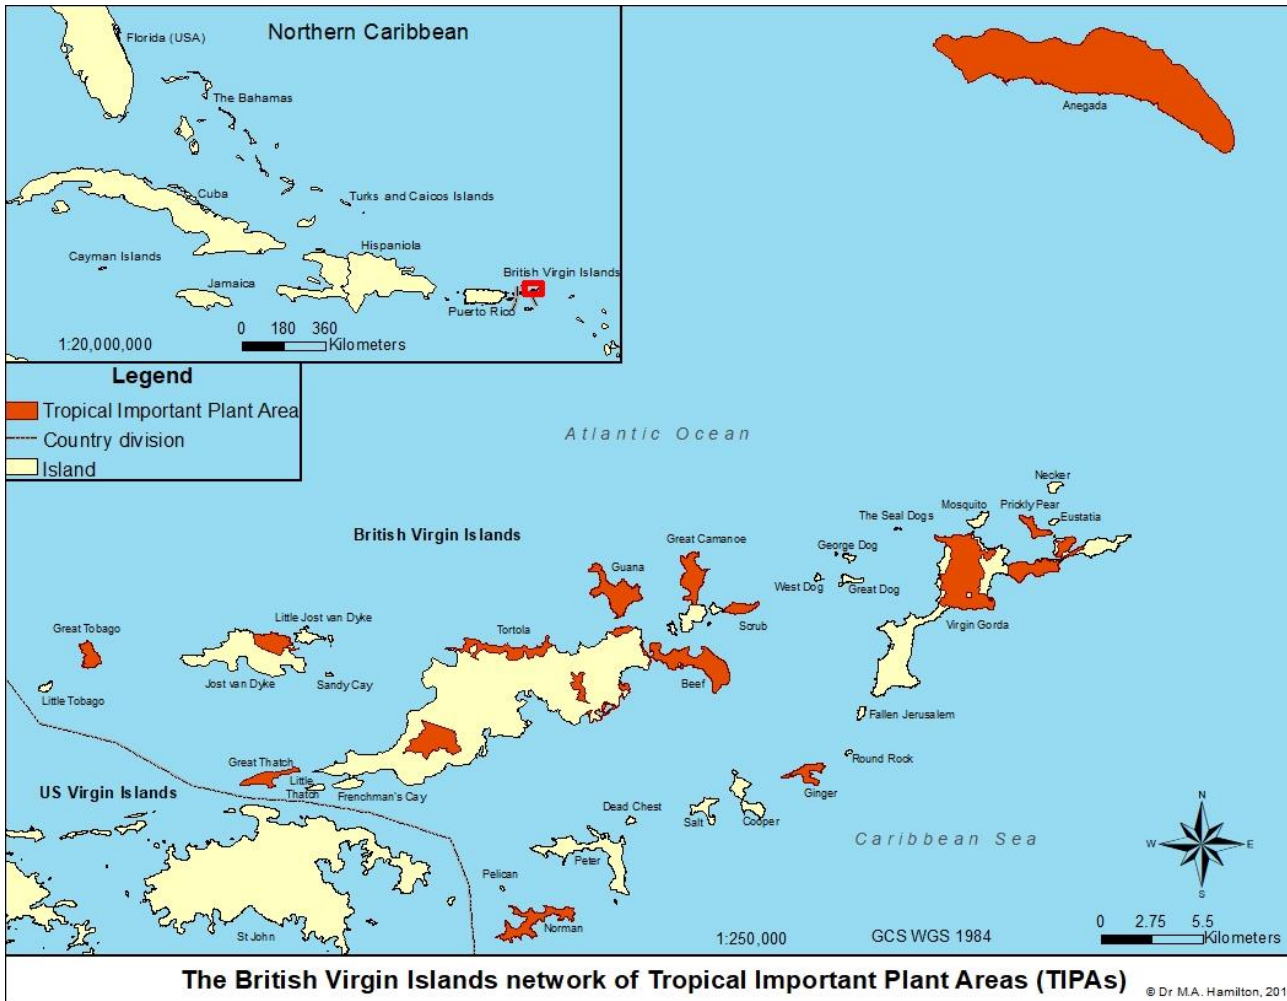 Northern Caribbean
Florida (USA)
The Bahamas
Cuba
Turks and Caicos Islands
Cayman Islands
Hispaniola
Jamaica
British Virgin Islands
Puerto Rico
0 180 360
Kilometers
1:20,000,000
Anegada
Legend
Tropical Important Plant Area
Country division
Island
Atlantic Ocean
British Virgin Islands
Necker
Mosquito
Prickly Pear
The Seal Dogs
Eustatia
Great Camanoe
George Dog
Guana
West Dog
Great Dog
Scrub
Virgin Gorda
Great Tobago
Little Jost van Dyke
Tortola
Jost van Dyke
Sandy Cay
Beef
Little Tobago
Fallen Jerusalem
Great Thatch
Round Rock
Little
Thatch
Frenchman's Cay
Ginger
US Virgin Islands
Dead Chest
Salt
Cooper
Caribbean Sea
Peter
Pelican
Norman
St John
N
W
E
S
0 2.75 5.5
Kilometers
1:250,000
GCS WGS 1984
The British Virgin Islands network of Tropical Important Plant Areas (TIPAs)
© Dr M.A. Hamilton, 201